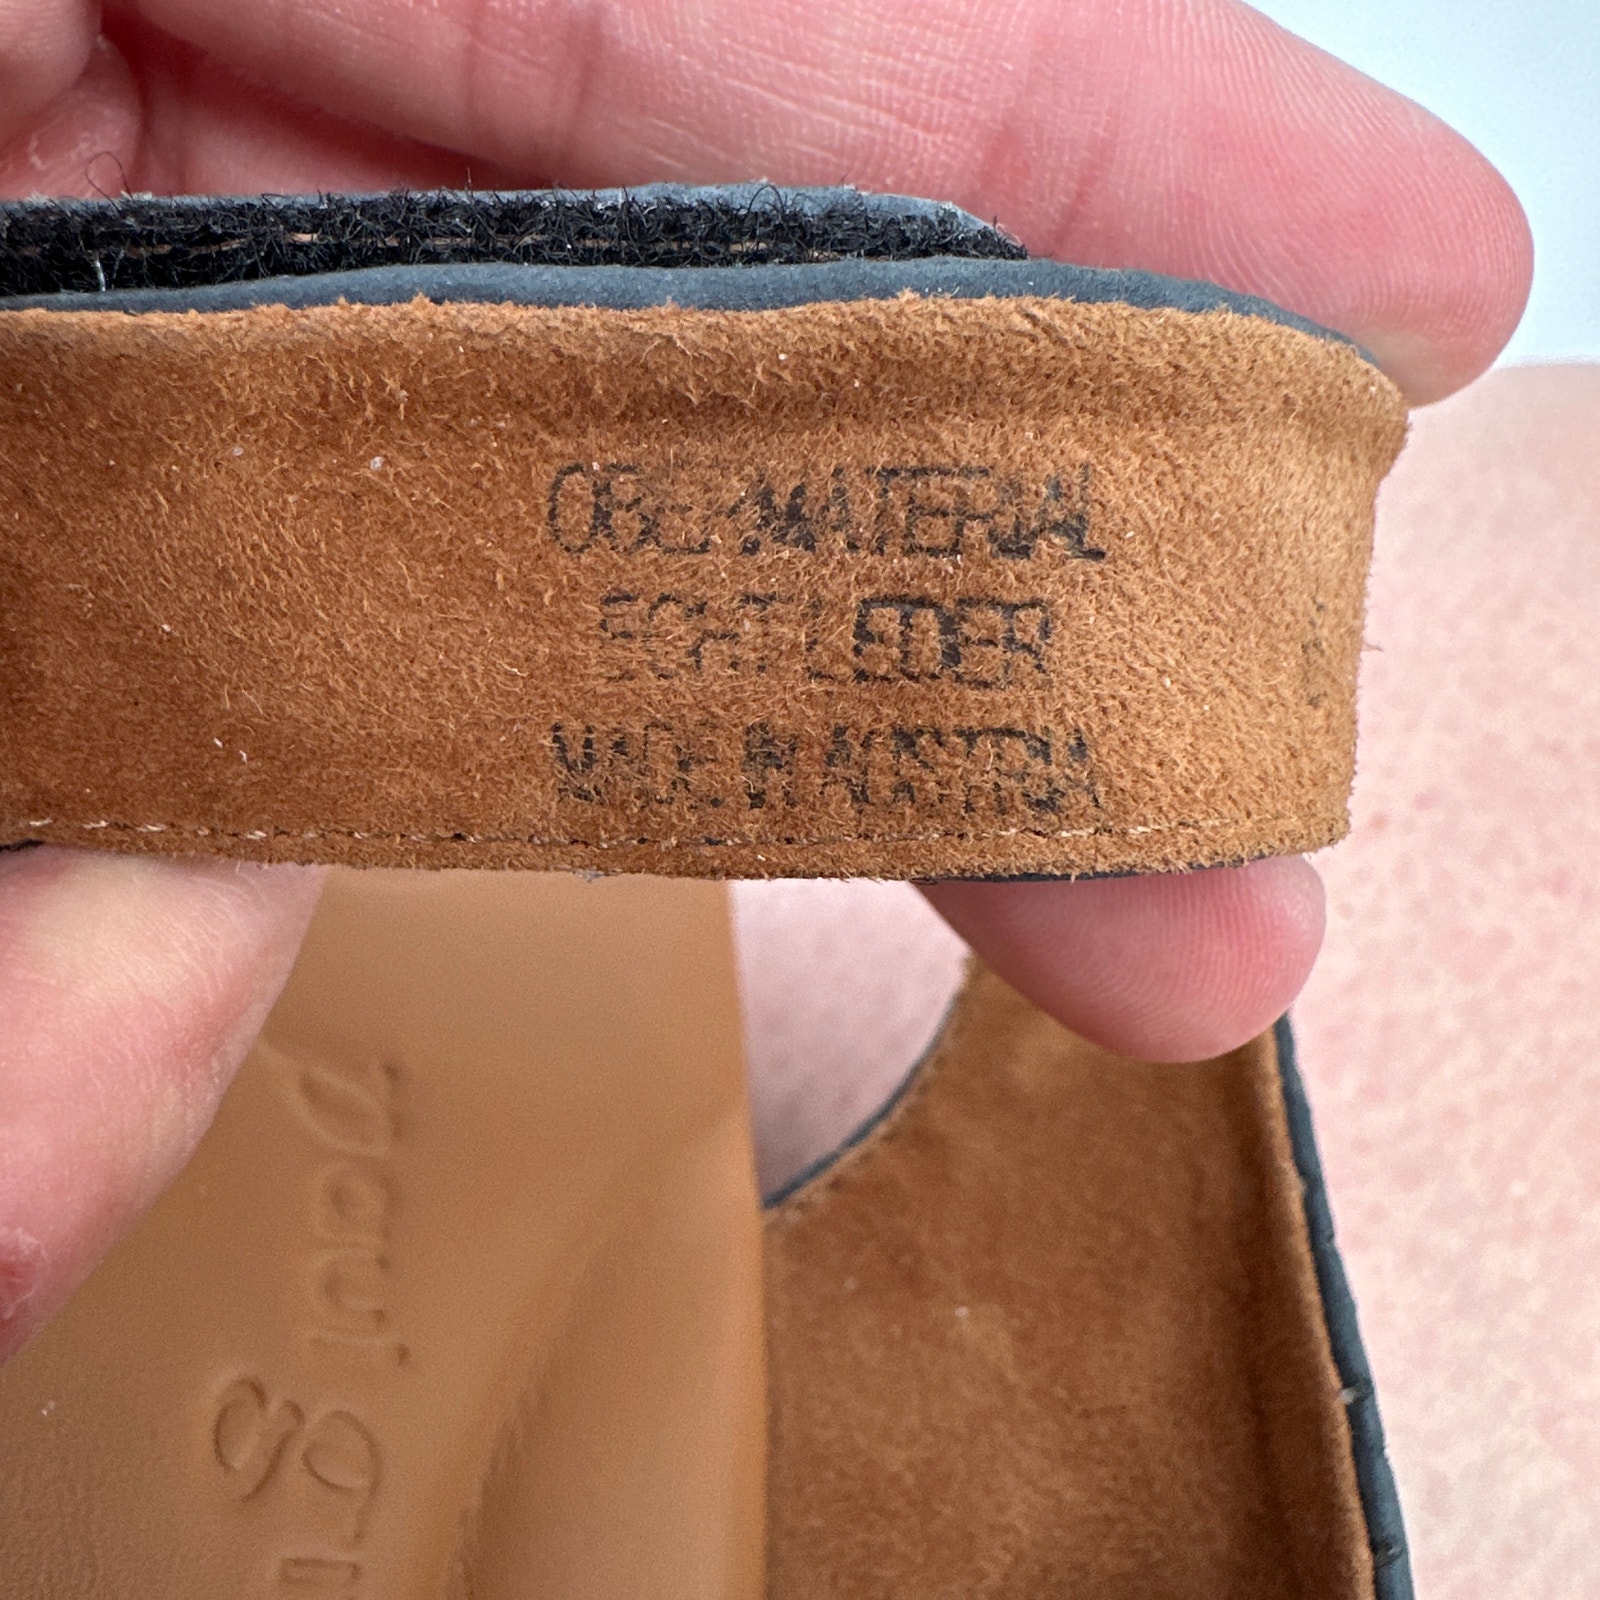 OBERMATERIAL
ECHT LEDER
MADE IN AUSTRIA
Paul